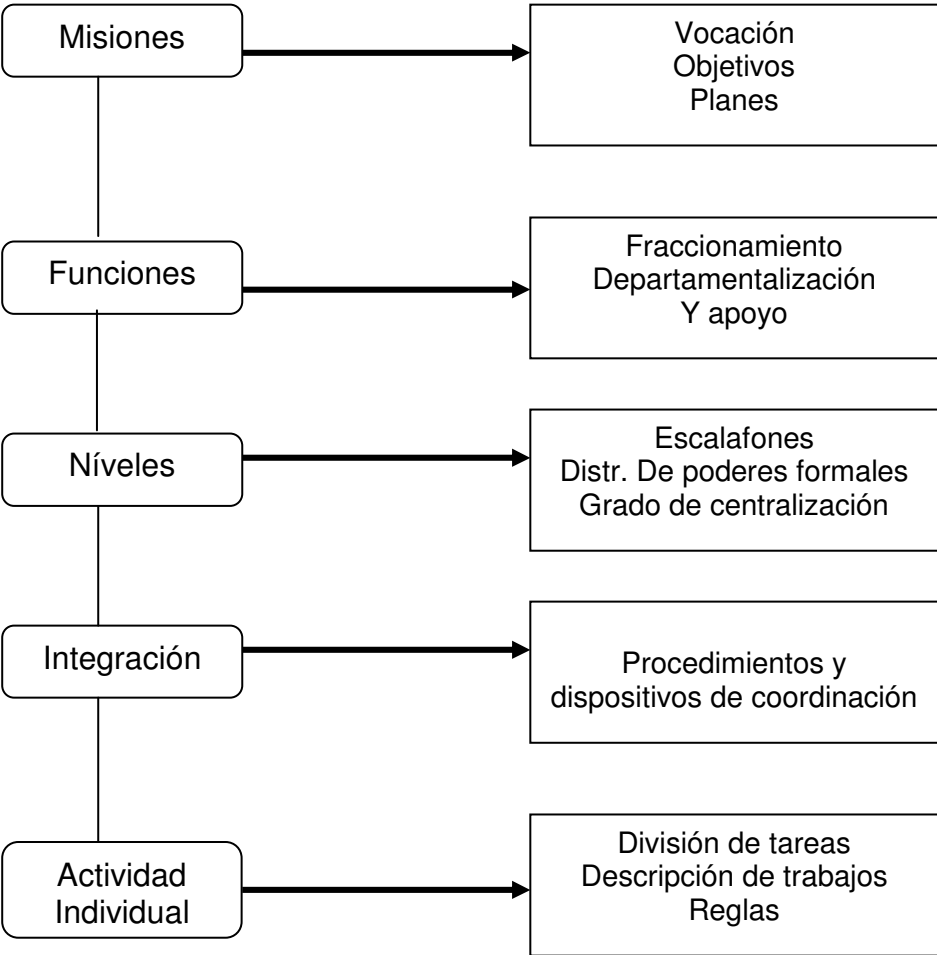 Misiones
Vocación
Objetivos
Planes
Funciones
Fraccionamiento
Departamentalización
Y apoyo
Níveles
Escalafones
Distr. De poderes formales
Grado de centralización
Integración
Procedimientos y
dispositivos de coordinación
Actividad
Individual
División de tareas
Descripción de trabajos
Reglas